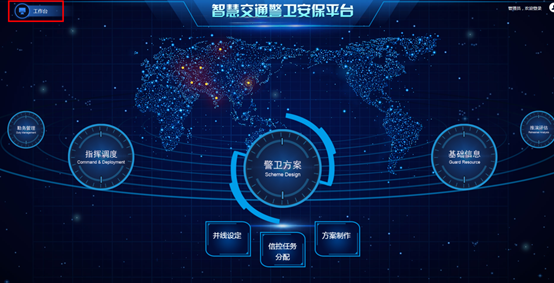 工作台
智慧交通警卫安保平台
管理员，欢迎登录
勤务管理
Duty Management
指挥调度
Command & Deployment
警卫方案
Scheme Design
基础信息
Guard Resource
推演评估
并线设定
信控任务
分配
方案制作